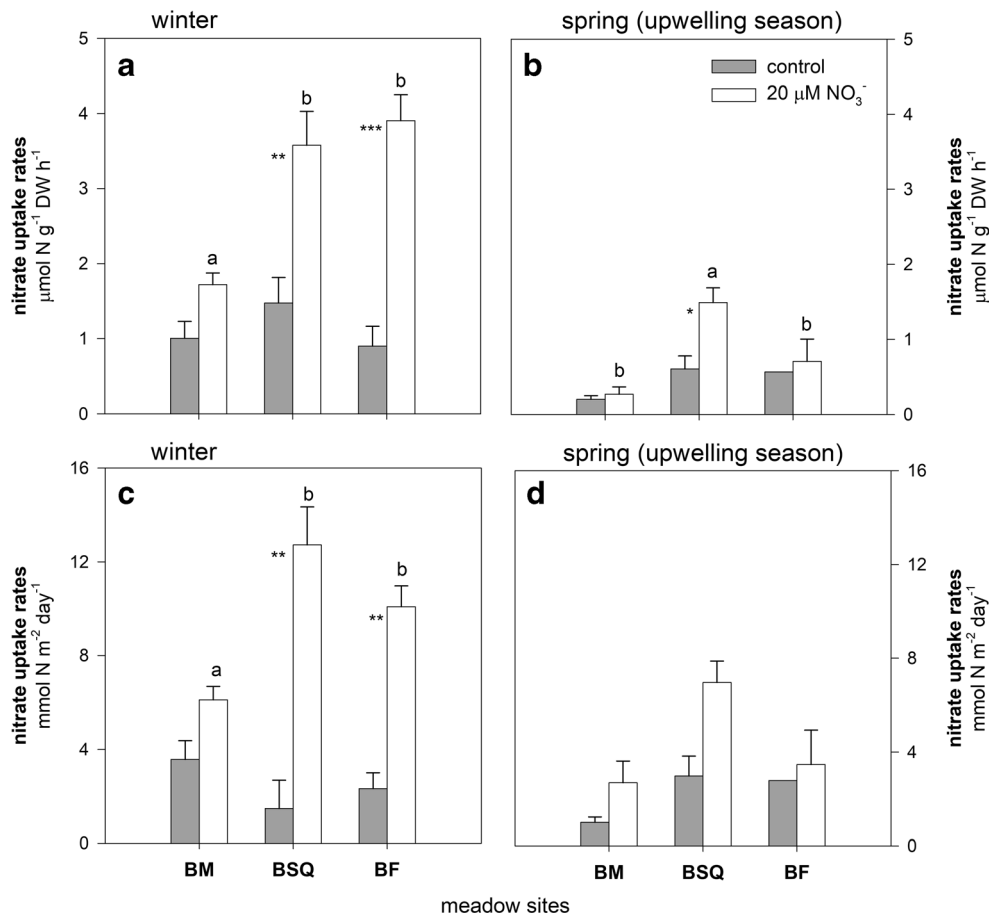 winter
spring (upwelling season)
5
4
3
2
1
0
nitrate uptake rates
μmol N g⁻¹ DW h⁻¹
a
a
**
b
***
b
b
control
20 μM NO₃⁻
b
*
a
b
5
4
3
2
1
0
nitrate uptake rates
μmol N g⁻¹ DW h⁻¹
winter
spring (upwelling season)
16
12
8
4
0
nitrate uptake rates
mmol N m⁻² day⁻¹
c
a
**
b
**
b
BM
BSQ
BF
d
BM
BSQ
BF
16
12
8
4
0
nitrate uptake rates
mmol N m⁻² day⁻¹
meadow sites